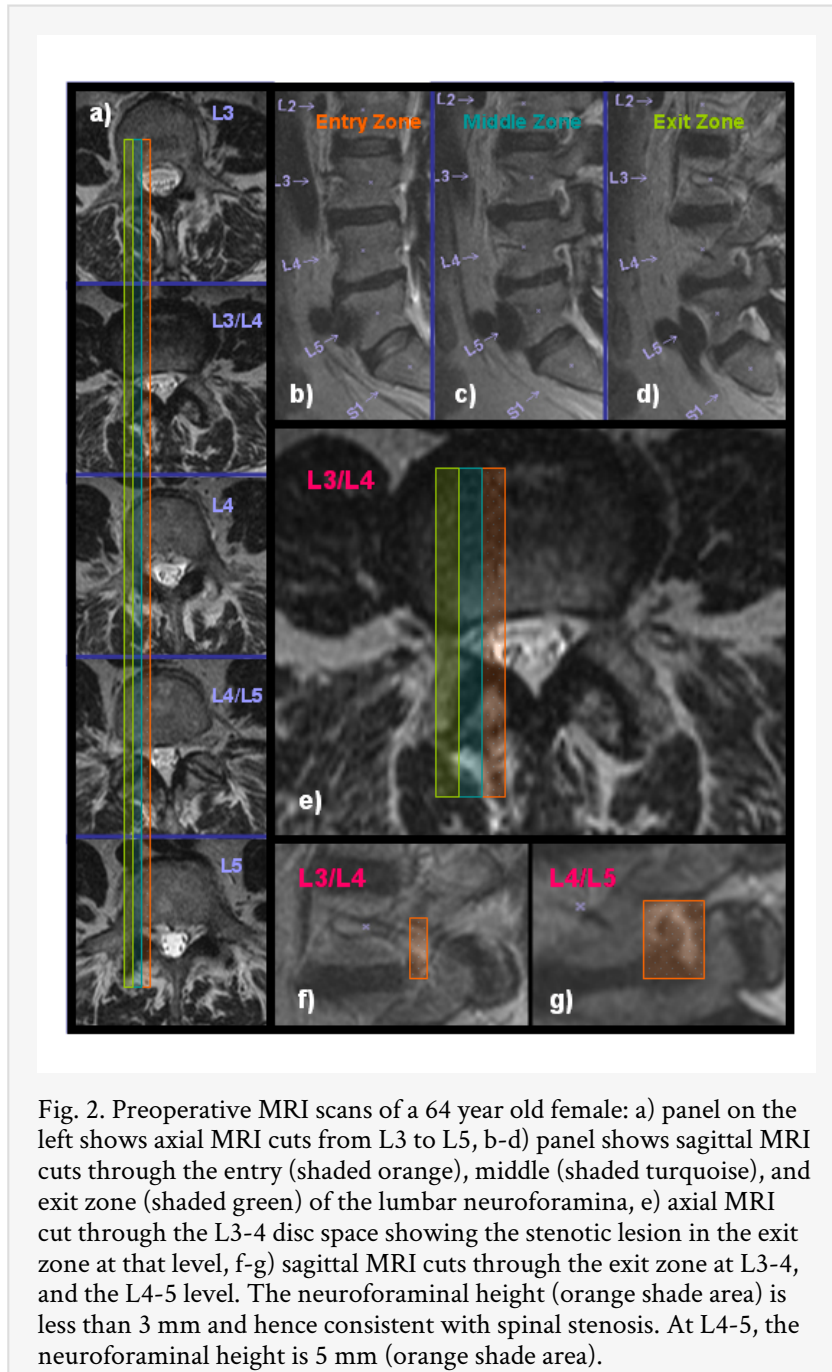 a)
L3
L3/L4
L4
L4/L5
L5
L2→
Entry Zone
L3→
L4→
L5→
S1→
b)
L2→
Middle Zone
L3→
L4→
L5→
S1→
c)
L2→
Exit Zone
L3→
L4→
L5→
S1→
d)
L3/L4
e)
L3/L4
f)
L4/L5
g)
Fig. 2. Preoperative MRI scans of a 64 year old female: a) panel on the
left shows axial MRI cuts from L3 to L5, b-d) panel shows sagittal MRI
cuts through the entry (shaded orange), middle (shaded turquoise), and
exit zone (shaded green) of the lumbar neuroforamina, e) axial MRI
cut through the L3-4 disc space showing the stenotic lesion in the exit
zone at that level, f-g) sagittal MRI cuts through the exit zone at L3-4,
and the L4-5 level. The neuroforaminal height (orange shade area) is
less than 3 mm and hence consistent with spinal stenosis. At L4-5, the
neuroforaminal height is 5 mm (orange shade area).